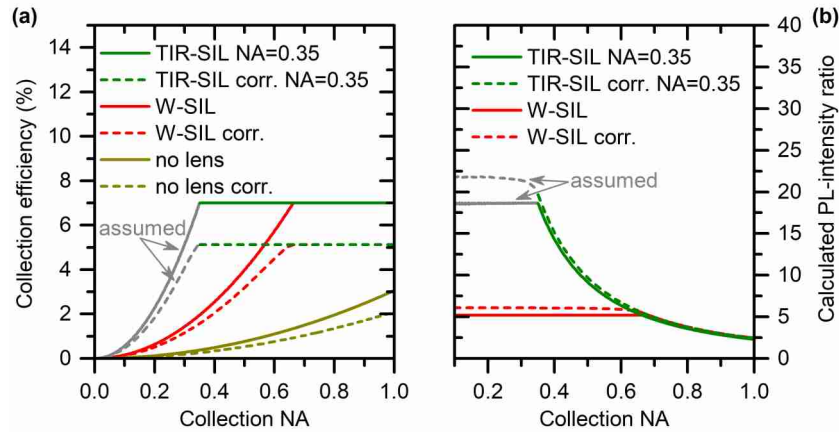 (a)
Collection efficiency (%)
14
12
10
8
6
4
2
0
TIR-SIL NA=0.35
TIR-SIL corr. NA=0.35
W-SIL
W-SIL corr.
no lens
no lens corr.
assumed
0.0 0.2 0.4 0.6 0.8 1.0
Collection NA
(b)
TIR-SIL NA=0.35
TIR-SIL corr. NA=0.35
W-SIL
W-SIL corr.
assumed
0.2 0.4 0.6 0.8 1.0
Collection NA
40
35
30
25
20
15
10
5
0
Calculated PL-intensity ratio